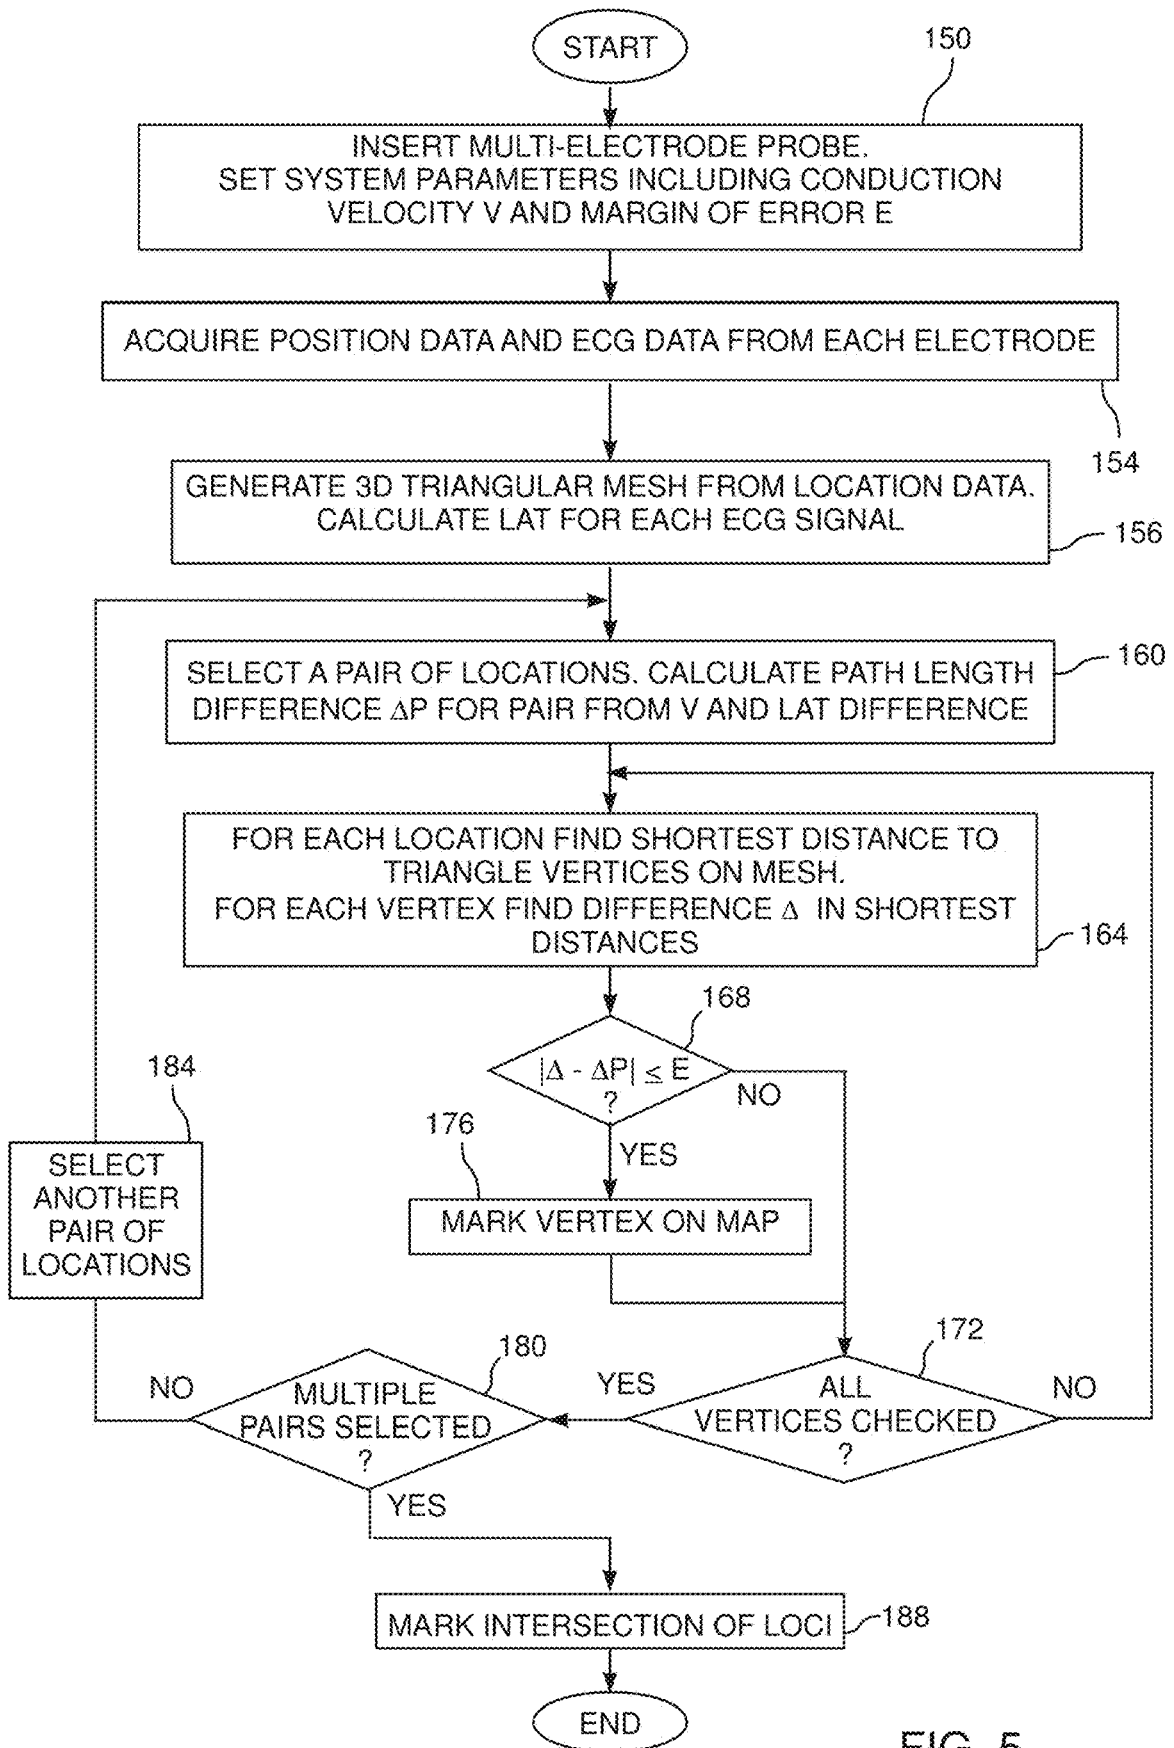 START
150
INSERT MULTI-ELECTRODE PROBE.
SET SYSTEM PARAMETERS INCLUDING CONDUCTION
VELOCITY V AND MARGIN OF ERROR E
ACQUIRE POSITION DATA AND ECG DATA FROM EACH ELECTRODE
154
GENERATE 3D TRIANGULAR MESH FROM LOCATION DATA.
CALCULATE LAT FOR EACH ECG SIGNAL
156
SELECT A PAIR OF LOCATIONS. CALCULATE PATH LENGTH
DIFFERENCE ΔP FOR PAIR FROM V AND LAT DIFFERENCE
160
FOR EACH LOCATION FIND SHORTEST DISTANCE TO
TRIANGLE VERTICES ON MESH.
FOR EACH VERTEX FIND DIFFERENCE Δ IN SHORTEST
DISTANCES
164
168
|Δ - ΔP| ≤ E
?
NO
YES
176
MARK VERTEX ON MAP
184
SELECT
ANOTHER
PAIR OF
LOCATIONS
172
ALL
VERTICES CHECKED
?
NO
YES
180
MULTIPLE
PAIRS SELECTED
?
NO
YES
MARK INTERSECTION OF LOCI
188
END
FIG. 5